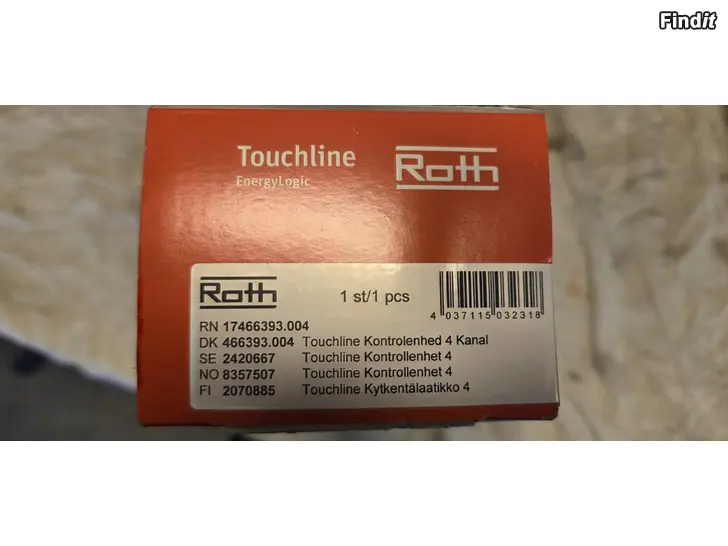 Findit
Touchline
EnergyLogic
Roth
Roth
1 st/1 pcs
4 037115 032318
RN 17466393.004
DK 466393.004 Touchline Kontrolenhed 4 Kanal
SE 2420667 Touchline Kontrollenhet 4
NO 8357507 Touchline Kontrollenhet 4
FI 2070885 Touchline Kytkentälaatikko 4